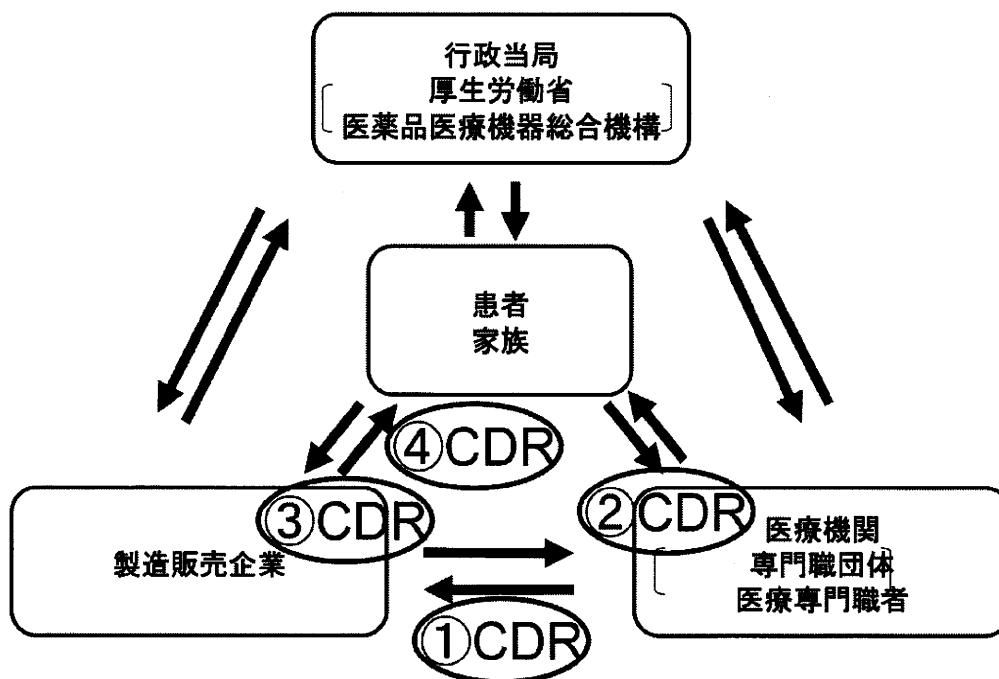 行政当局
厚生労働省
医薬品医療機器総合機構
患者
家族
④CDR
③CDR
②CDR
製造販売企業
医療機関
専門職団体
医療専門職者
①CDR